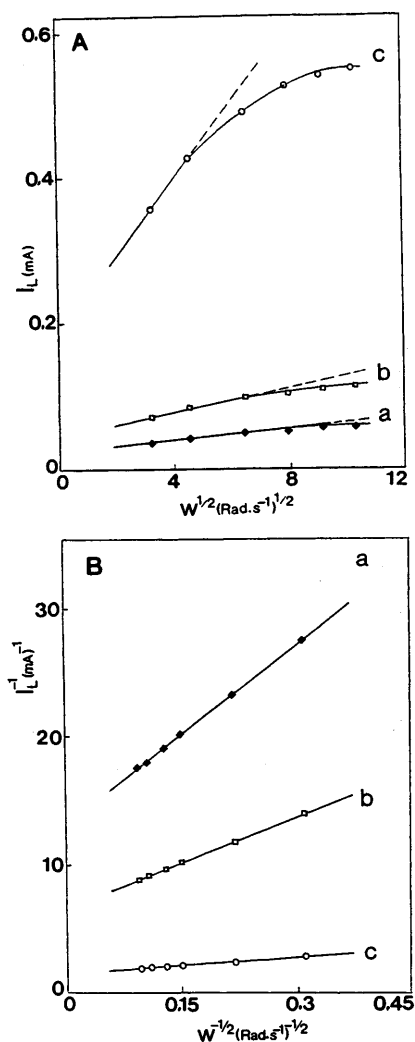 A
0.6
0.4
0.2
0
I_L (mA)
c
b
a
0 4 8 12
W^1/2 (Rad.s^-1)^1/2
B
a
30
20
10
0
I_L^-1 (mA)^-1
b
c
0 0.15 0.3 0.45
W^-1/2 (Rad.s^-1)^-1/2